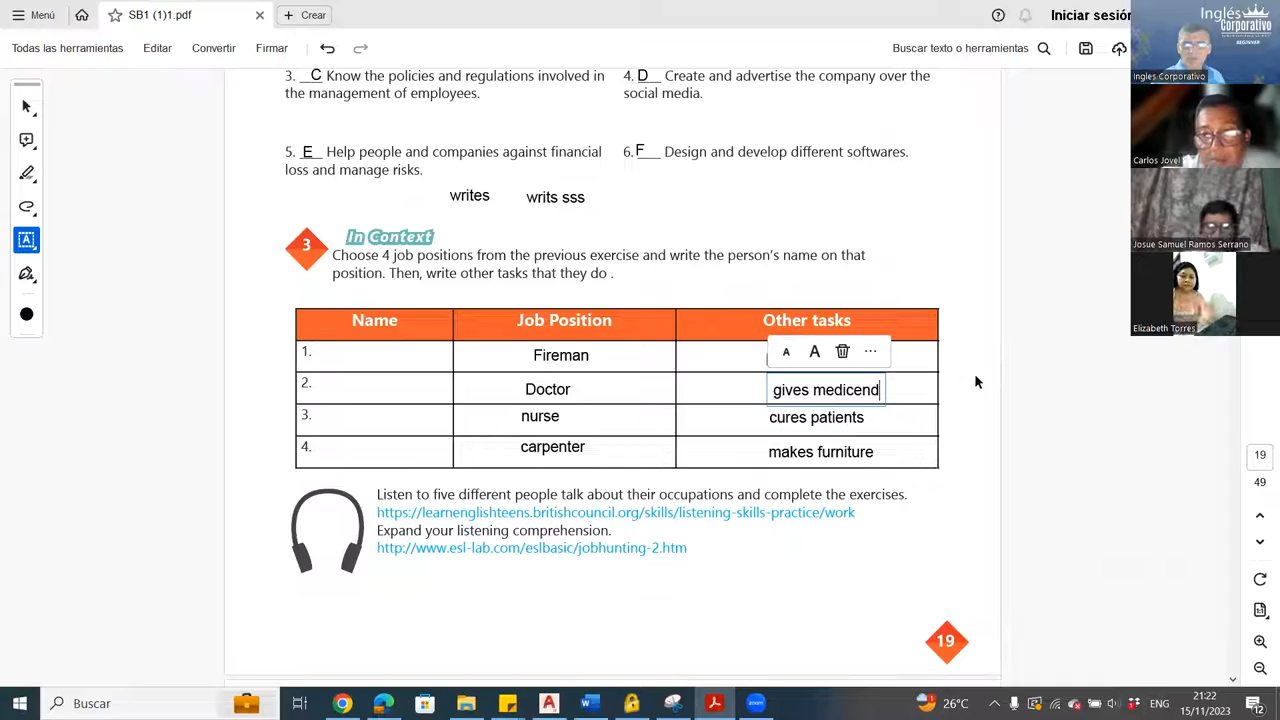 Menú
SB1 (1)1.pdf
Crear
Iniciar sesión
Todas las herramientas
Editar
Convertir
Firmar
Buscar texto o herramientas
3. C Know the policies and regulations involved in
the management of employees.
4. D Create and advertise the company over the
social media.
5. E Help people and companies against financial
loss and manage risks.
6. F Design and develop different softwares.
writes
writs sss
3
In Context
Choose 4 job positions from the previous exercise and write the person's name on that
position. Then, write other tasks that they do .
Name Job Position Other tasks
1. Fireman
2. Doctor gives medicend
3. nurse cures patients
4. carpenter makes furniture
A A
Listen to five different people talk about their occupations and complete the exercises.
https://learnenglishteens.britishcouncil.org/skills/listening-skills-practice/work
Expand your listening comprehension.
http://www.esl-lab.com/eslbasic/jobhunting-2.htm
19
19
49
Inglés
Corporativo
BEGINNER
Ingles Corporativo
Carlos Jovel
Josue Samuel Ramos Serrano
Elizabeth Torres
Buscar
26°C
ENG
21:22
15/11/2023